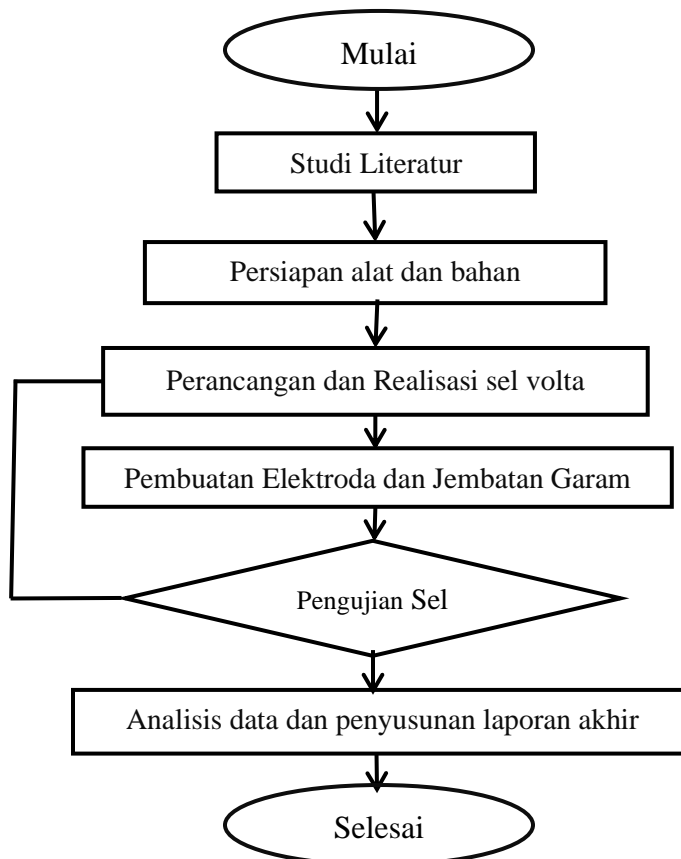 Mulai
Studi Literatur
Persiapan alat dan bahan
Perancangan dan Realisasi sel volta
Pembuatan Elektroda dan Jembatan Garam
Pengujian Sel
Analisis data dan penyusunan laporan akhir
Selesai